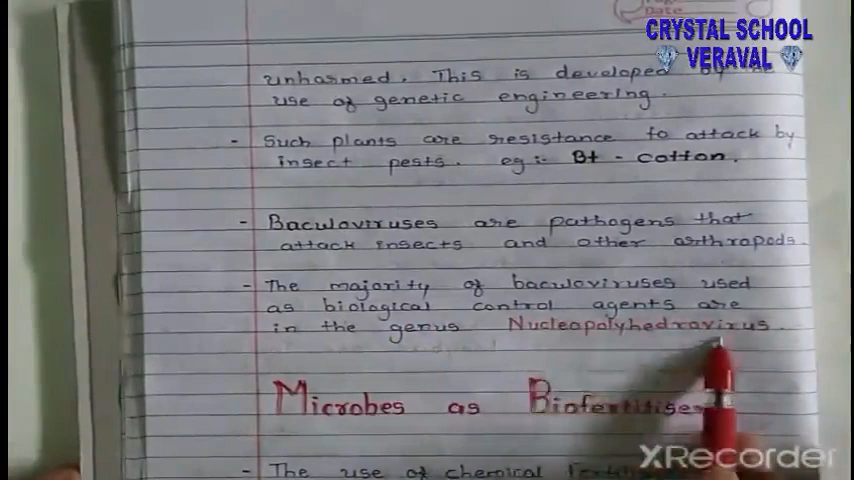 Date
CRYSTAL SCHOOL
VERAVAL
unharmed. This is developed by
use of genetic engineering.
- Such plants are resistance to attack by
insect pests. eg:- Bt - cotton.
- Baculoviruses are pathogens that
attack insects and other arthropods.
- The majority of baculoviruses used
as biological control agents are
in the genus Nucleopolyhedravirus.
Microbes as
- The use of chemical
XRecorder